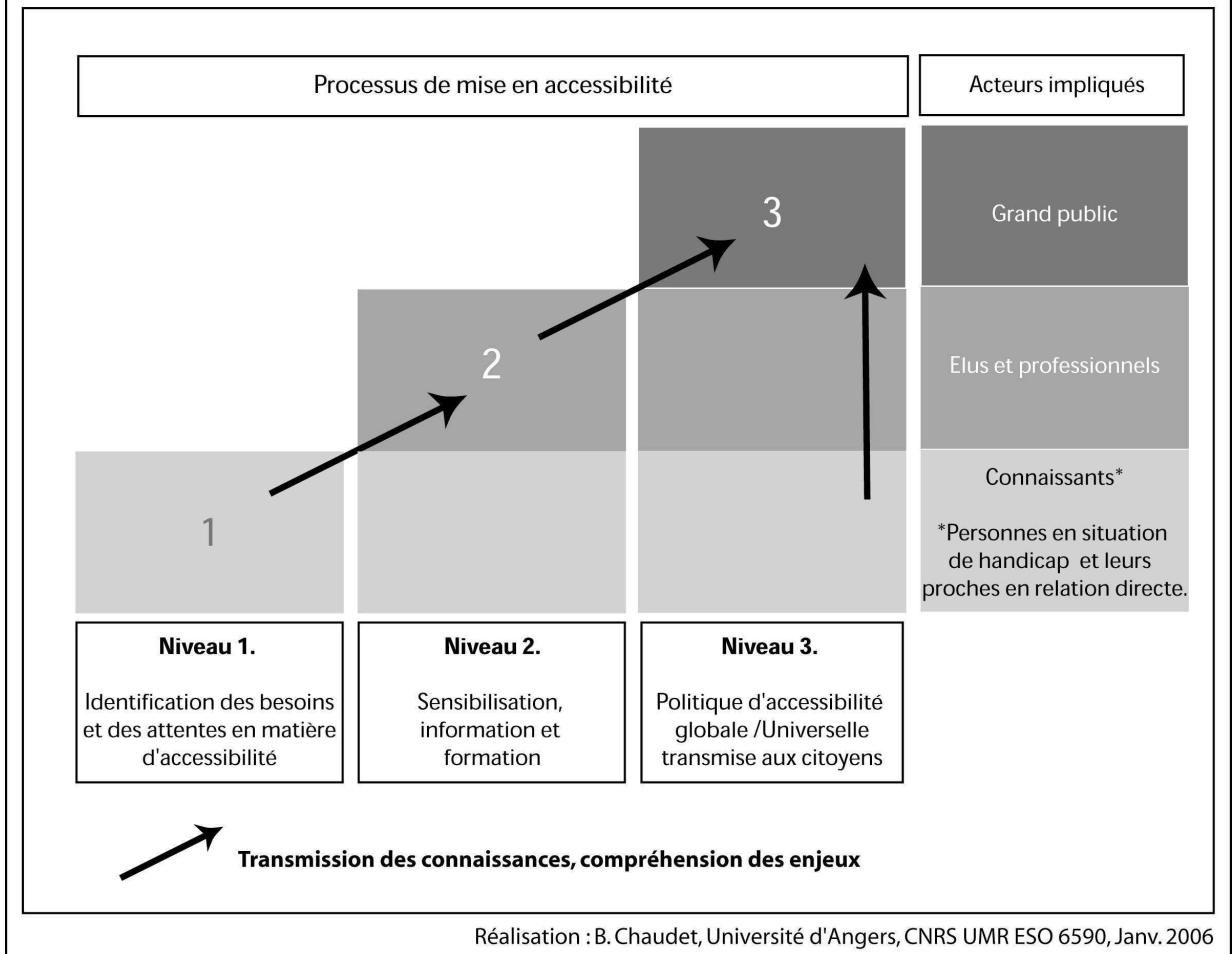 Processus de mise en accessibilité
Acteurs impliqués
3
Grand public
2
Elus et professionnels
1
Connaissants*
*Personnes en situation
de handicap et leurs
proches en relation directe.
Niveau 1.
Identification des besoins
et des attentes en matière
d'accessibilité
Niveau 2.
Sensibilisation,
information et
formation
Niveau 3.
Politique d'accessibilité
globale /Universelle
transmise aux citoyens
Transmission des connaissances, compréhension des enjeux
Réalisation : B. Chaudet, Université d'Angers, CNRS UMR ESO 6590, Janv. 2006